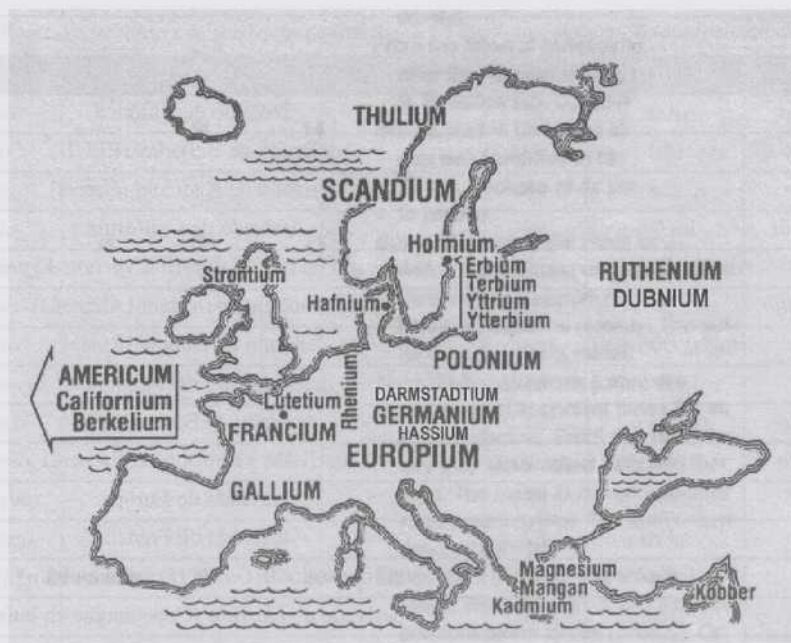 THULIUM
SCANDIUM
Holmium
Strontium
Erbium
Terbium
Yttrium
Ytterbium
RUTHENIUM
DUBNIUM
Hafnium
POLONIUM
Rhenium
AMERICUM
Californium
Berkelium
DARMSTADTIUM
Lutetium
GERMANIUM
FRANCIUM
HASSIUM
EUROPIUM
GALLIUM
Magnesium
Mangan
Kadmium
Kobber